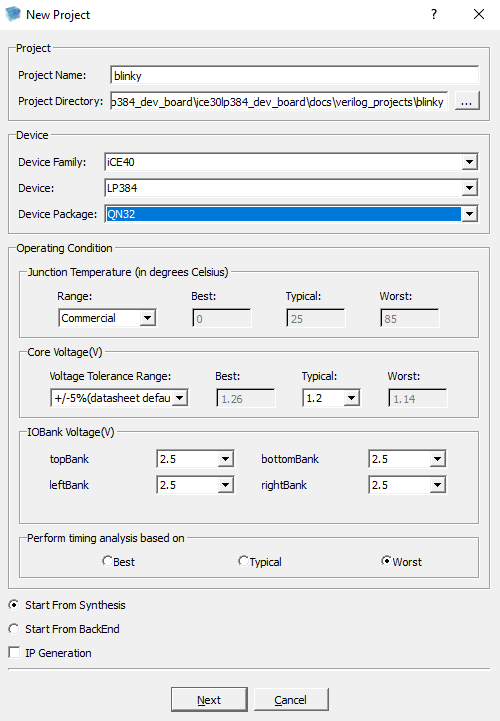 New Project
Project
Project Name: blinky
Project Directory: p384_dev_board\ice30lp384_dev_board\docs\verilog_projects\blinky ...
Device
Device Family: iCE40
Device: LP384
Device Package: QN32
Operating Condition
Junction Temperature (in degrees Celsius)
Range: Best: Typical: Worst:
Commercial 0 25 85
Core Voltage(V)
Voltage Tolerance Range: Best: Typical: Worst:
+/-5%(datasheet defau 1.26 1.2 1.14
IOBank Voltage(V)
topBank 2.5 bottomBank 2.5
leftBank 2.5 rightBank 2.5
Perform timing analysis based on
Best Typical Worst
Start From Synthesis
Start From BackEnd
IP Generation
Next Cancel